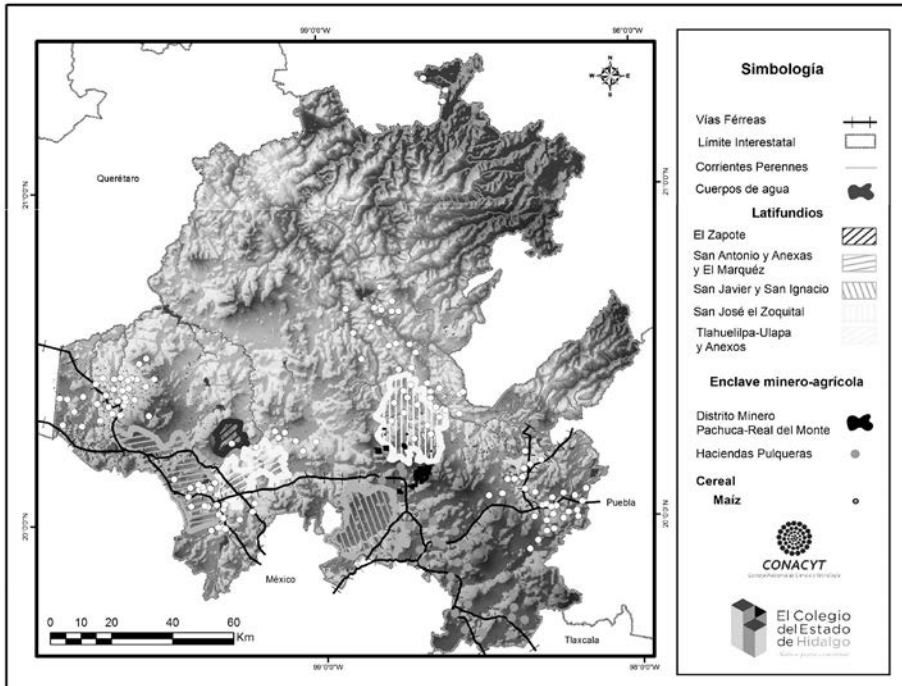 99°0'0"W
98°0'0"W
N
W
E
S
Querétaro
21°0'0"N
21°0'0"N
20°0'0"N
20°0'0"N
Puebla
México
Tlaxcala
0 10 20 40 60
Km
99°0'0"W
98°0'0"W
Simbología
Vías Férreas
Límite Interestatal
Corrientes Perennes
Cuerpos de agua
Latifundios
El Zapote
San Antonio y Anexas
y El Marquéz
San Javier y San Ignacio
San José el Zoquital
Tlahuelilpa-Ulapa
y Anexos
Enclave minero-agrícola
Distrito Minero
Pachuca-Real del Monte
Haciendas Pulqueras
Cereal
Maíz
CONACYT
El Colegio
del Estado
de Hidalgo